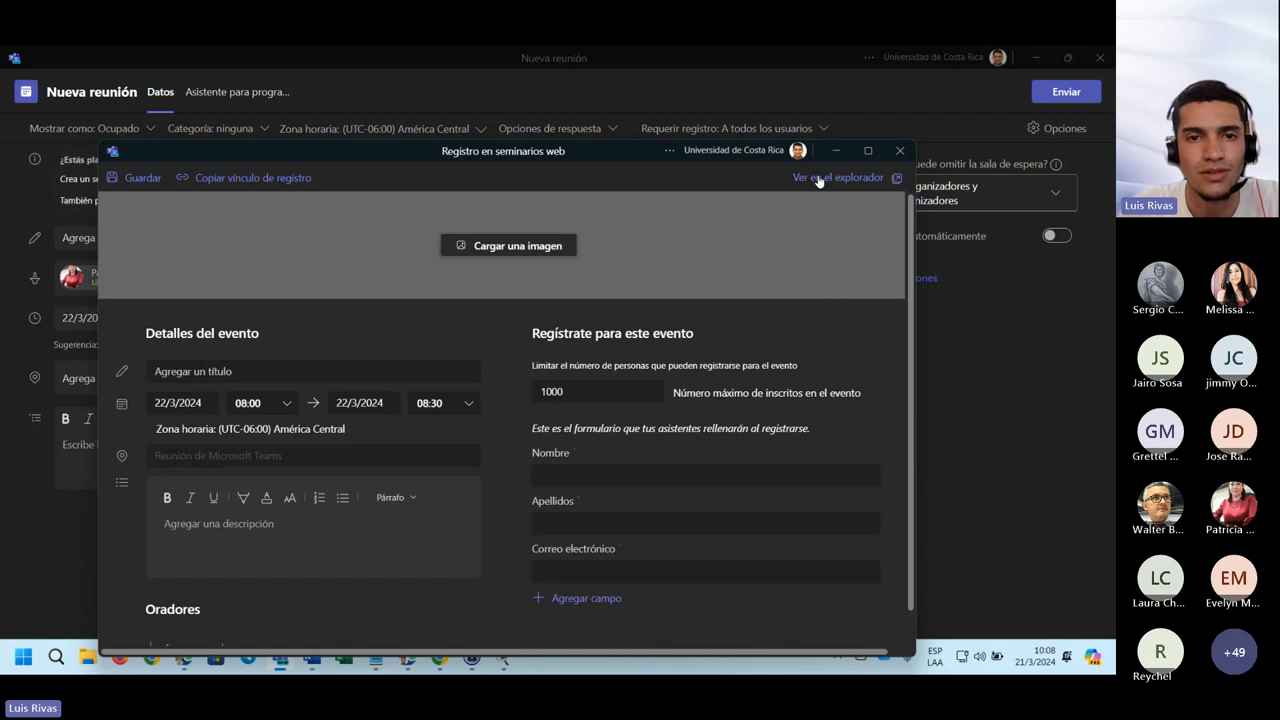 Nueva reunión
Universidad de Costa Rica
Nueva reunión
Datos
Asistente para progra...
Enviar
Mostrar como: Ocupado
Categoría: ninguna
Zona horaria: (UTC-06:00) América Central
Opciones de respuesta
Requerir registro: A todos los usuarios
Opciones
¿Estás pla
Crea un se
También p
Agrega
22/3/20
Sugerencia:
Agrega
B I
Escribe
uede omitir la sala de espera?
ganizadores y
nizadores
utomáticamente
ones
Registro en seminarios web
Universidad de Costa Rica
Guardar
Copiar vínculo de registro
Ver en el explorador
Cargar una imagen
Detalles del evento
Agregar un título
22/3/2024
08:00
22/3/2024
08:30
Zona horaria: (UTC-06:00) América Central
Reunión de Microsoft Teams
B I U
AA
Párrafo
Agregar una descripción
Oradores
Regístrate para este evento
Limitar el número de personas que pueden registrarse para el evento
1000
Número máximo de inscritos en el evento
Este es el formulario que tus asistentes rellenarán al registrarse.
Nombre *
Apellidos *
Correo electrónico *
Agregar campo
ESP
LAA
10:08
21/3/2024
Luis Rivas
Sergio C...
Melissa ...
JS
Jairo Sosa
JC
jimmy O...
GM
Grettel ...
JD
Jose Ra...
Walter B...
Patricia ...
LC
Laura Ch...
EM
Evelyn M...
R
Reychel
+49
Luis Rivas